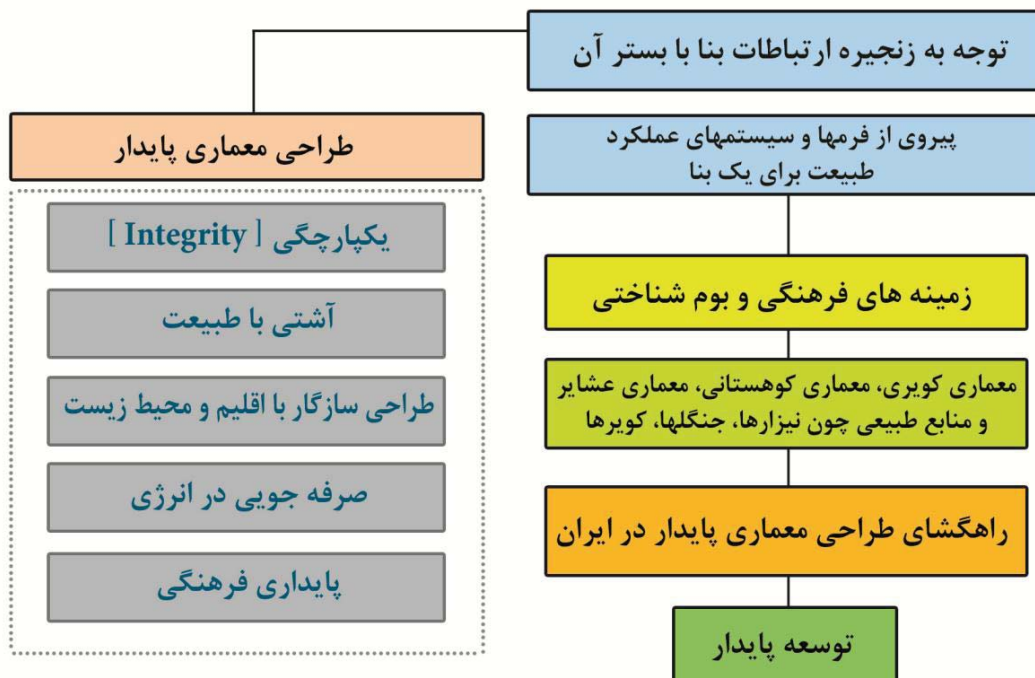 توجه به زنجیره ارتباطات بنا با بستر آن
پیروی از فرمها و سیستمهای عملکرد
طبیعت برای یک بنا
زمینه های فرهنگی و بوم شناختی
معماری کویری، معماری کوهستانی، معماری عشایر
و منابع طبیعی چون نیزارها، جنگلها، کویرها
راهگشای طراحی معماری پایدار در ایران
توسعه پایدار
طراحی معماری پایدار
یکپارچگی [ Integrity ]
آشتی با طبیعت
طراحی سازگار با اقلیم و محیط زیست
صرفه جویی در انرژی
پایداری فرهنگی